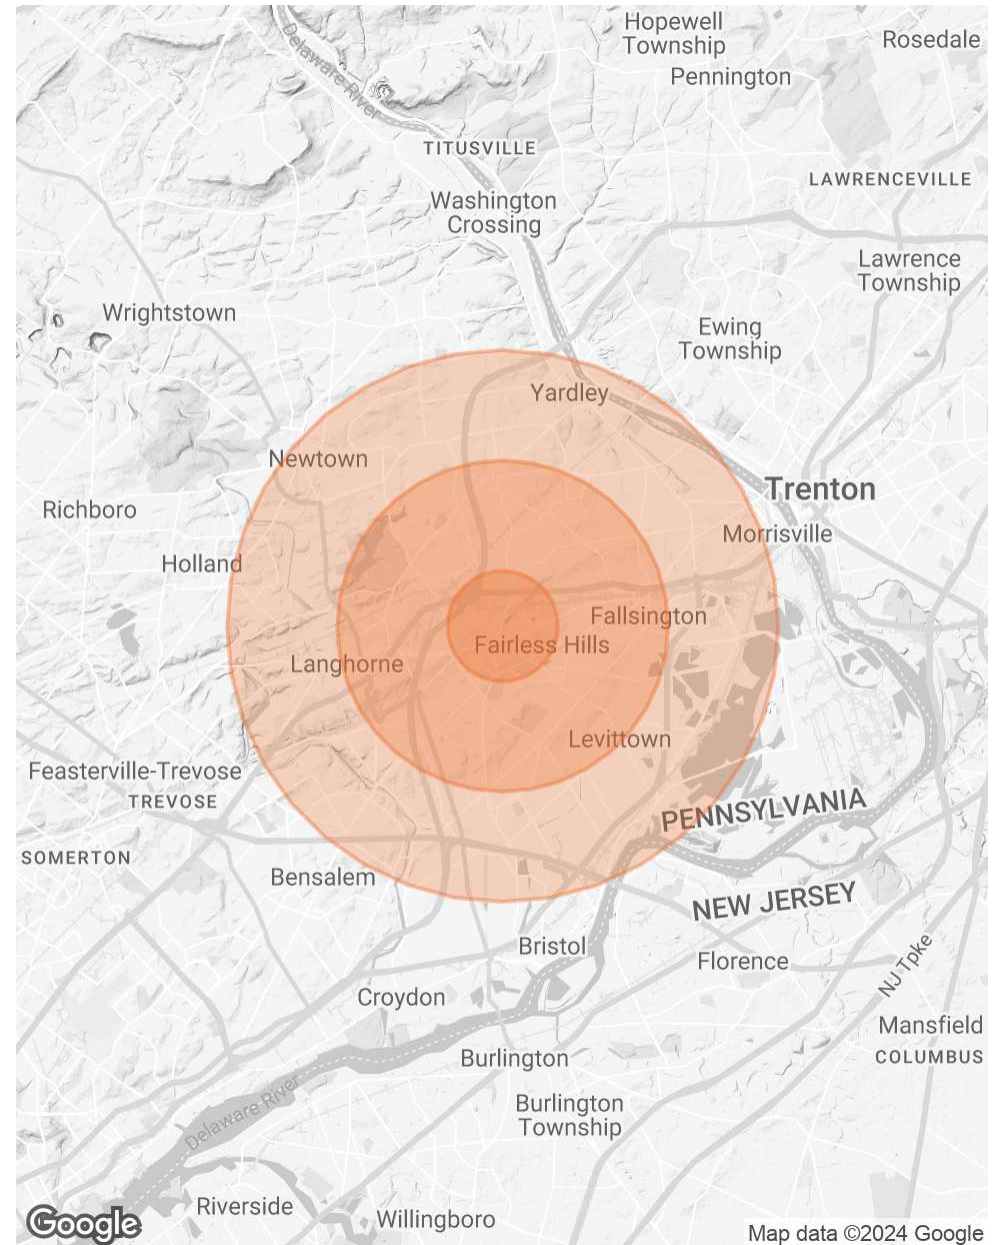 Hopewell
Township
Rosedale
Pennington
Delaware River
TITUSVILLE
LAWRENCEVILLE
Washington
Crossing
Lawrence
Township
Wrightstown
Ewing
Township
Yardley
Newtown
Trenton
Richboro
Morrisville
Holland
Fallsington
Fairless Hills
Langhorne
Levittown
Feasterville-Trevose
TREVOSE
PENNSYLVANIA
SOMERTON
Bensalem
NEW JERSEY
Bristol
Florence
NJ Tpke
Croydon
Mansfield
COLUMBUS
Burlington
Burlington
Township
Delaware River
Riverside
Willingboro
Google
Map data ©2024 Google